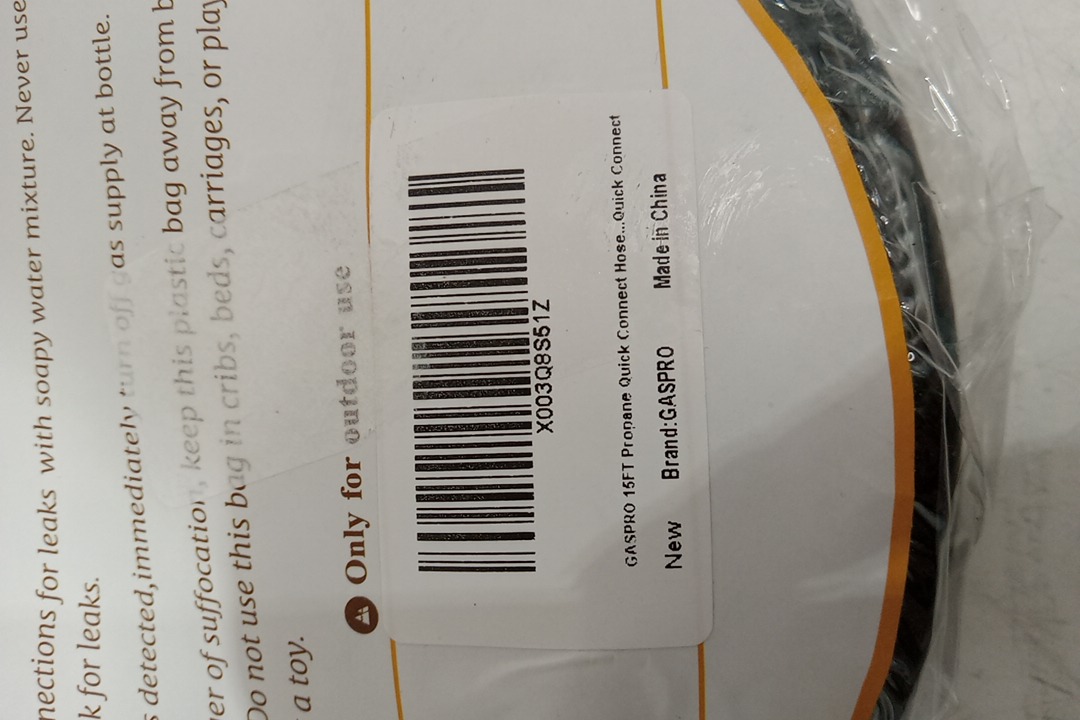 nections for leaks with soapy water mixture. Never use
k for leaks.
s detected,immediately turn off gas supply at bottle.
er of suffocation, keep this plastic bag away from b
Do not use this bag in cribs, beds, carriages, or play
a toy.
Only for outdoor use
X003Q8S51Z
GASPRO 15FT Propane Quick Connect Hose...Quick Connect
New Brand:GASPRO Made in China